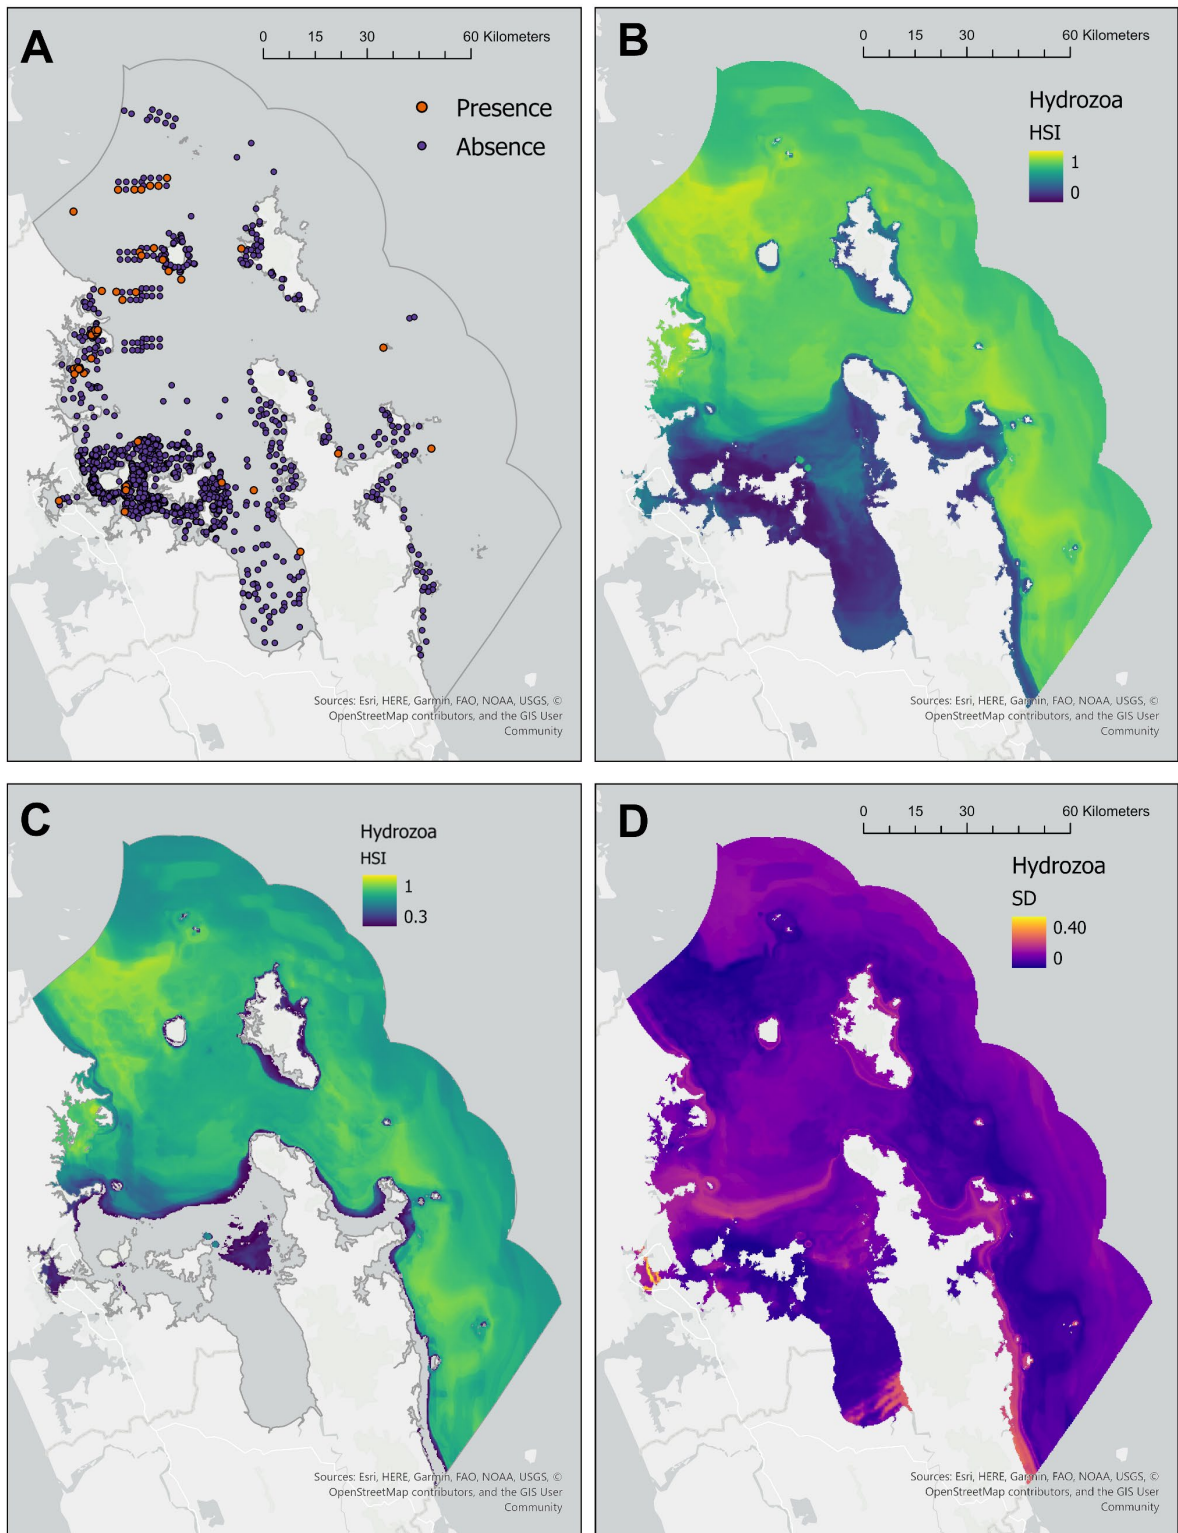 A
0 15 30 60 Kilometers
Presence
Absence
Sources: Esri, HERE, Garmin, FAO, NOAA, USGS, ©
OpenStreetMap contributors, and the GIS User
Community
B
0 15 30 60 Kilometers
Hydrozoa
HSI
1
0
Sources: Esri, HERE, Garmin, FAO, NOAA, USGS, ©
OpenStreetMap contributors, and the GIS User
Community
C
Hydrozoa
HSI
1
0.3
Sources: Esri, HERE, Garmin, FAO, NOAA, USGS, ©
OpenStreetMap contributors, and the GIS User
Community
D
0 15 30 60 Kilometers
Hydrozoa
SD
0.40
0
Sources: Esri, HERE, Garmin, FAO, NOAA, USGS, ©
OpenStreetMap contributors, and the GIS User
Community